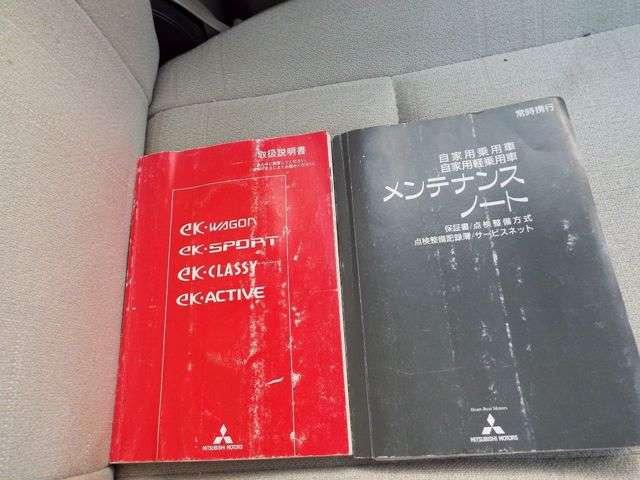 取扱説明書
eK·WAGON
eK·SPORT
eK·CLASSY
eK·ACTIVE
MITSUBISHI MOTORS
常時携行
自家用乗用車
自家用軽乗用車
メンテナンス
ノート
保証書/点検整備方式
点検整備記録簿/サービスネット
Heart-Beat Motors
MITSUBISHI MOTORS